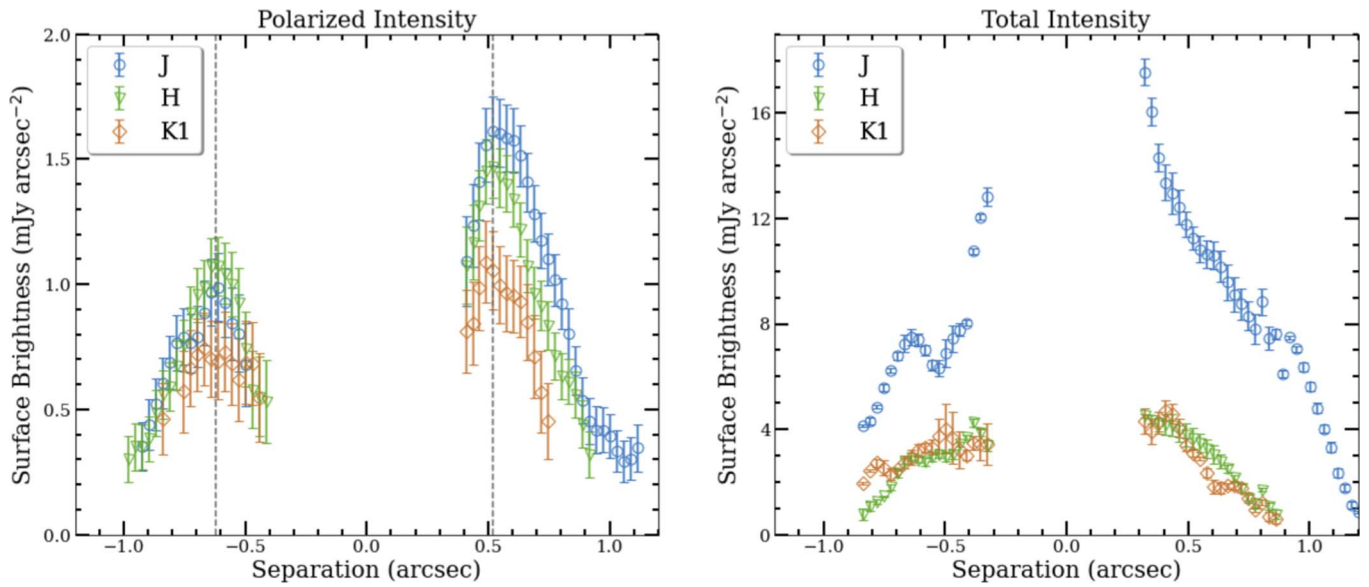 Polarized Intensity
Surface Brightness (mJy arcsec⁻²)
2.0
1.5
1.0
0.5
0.0
J
H
K1
−1.0 −0.5 0.0 0.5 1.0
Separation (arcsec)
Total Intensity
Surface Brightness (mJy arcsec⁻²)
16
12
8
4
0
J
H
K1
−1.0 −0.5 0.0 0.5 1.0
Separation (arcsec)